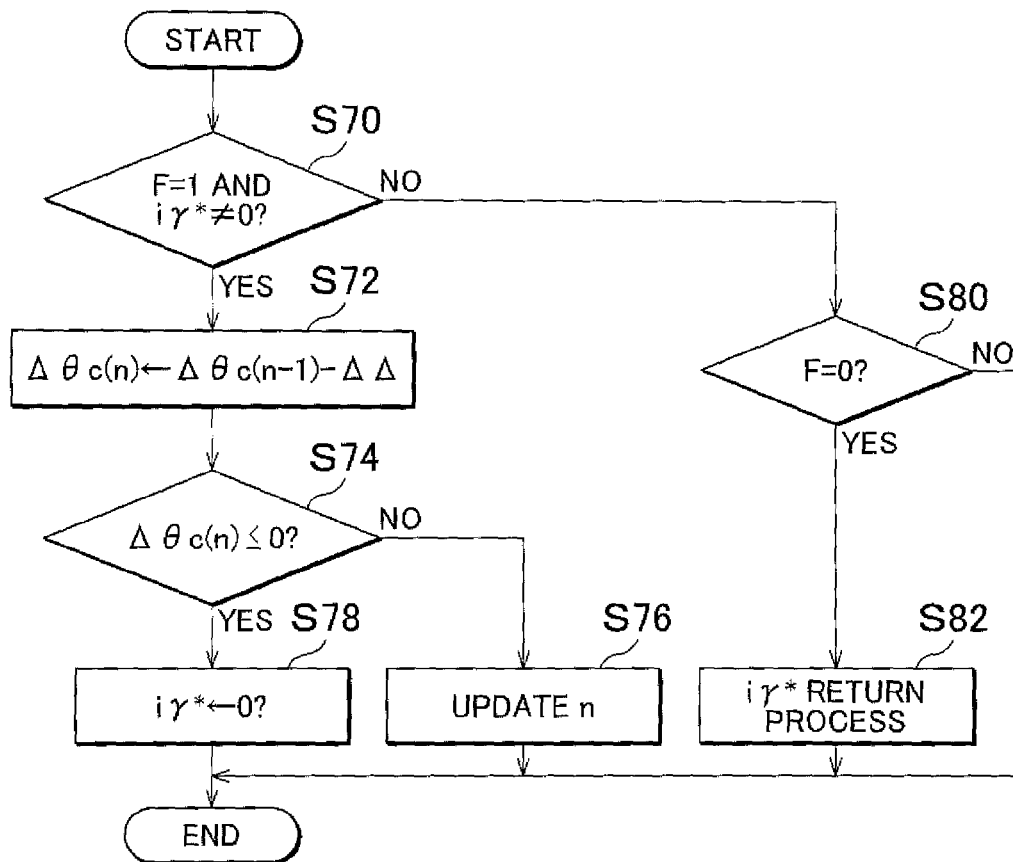 START
S70
F=1 AND
iγ*≠0?
NO
YES
S72
Δθc(n)←Δθc(n-1)-ΔΔ
S80
F=0?
NO
YES
S74
Δθc(n)≦0?
NO
YES
S78
iγ*←0?
S76
UPDATE n
S82
iγ* RETURN
PROCESS
END